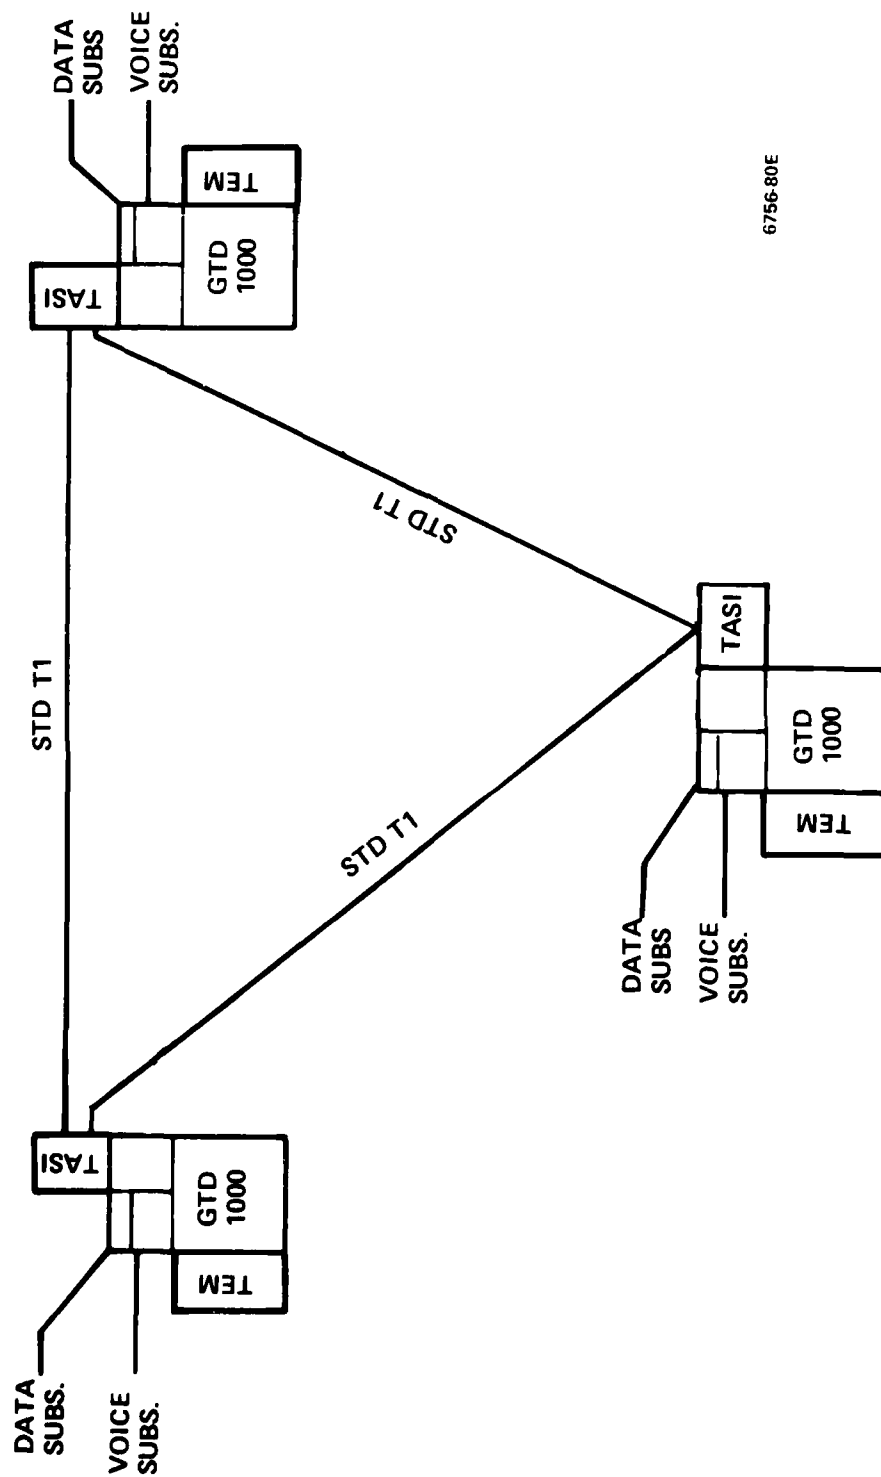 DATA
SUBS.
VOICE
SUBS.
TASI
GTD
1000
TEM
STD T1
TASI
GTD
1000
TEM
DATA
SUBS
VOICE
SUBS.
STD T1
STD T1
DATA
SUBS
VOICE
SUBS.
TASI
GTD
1000
TEM
6756-80E